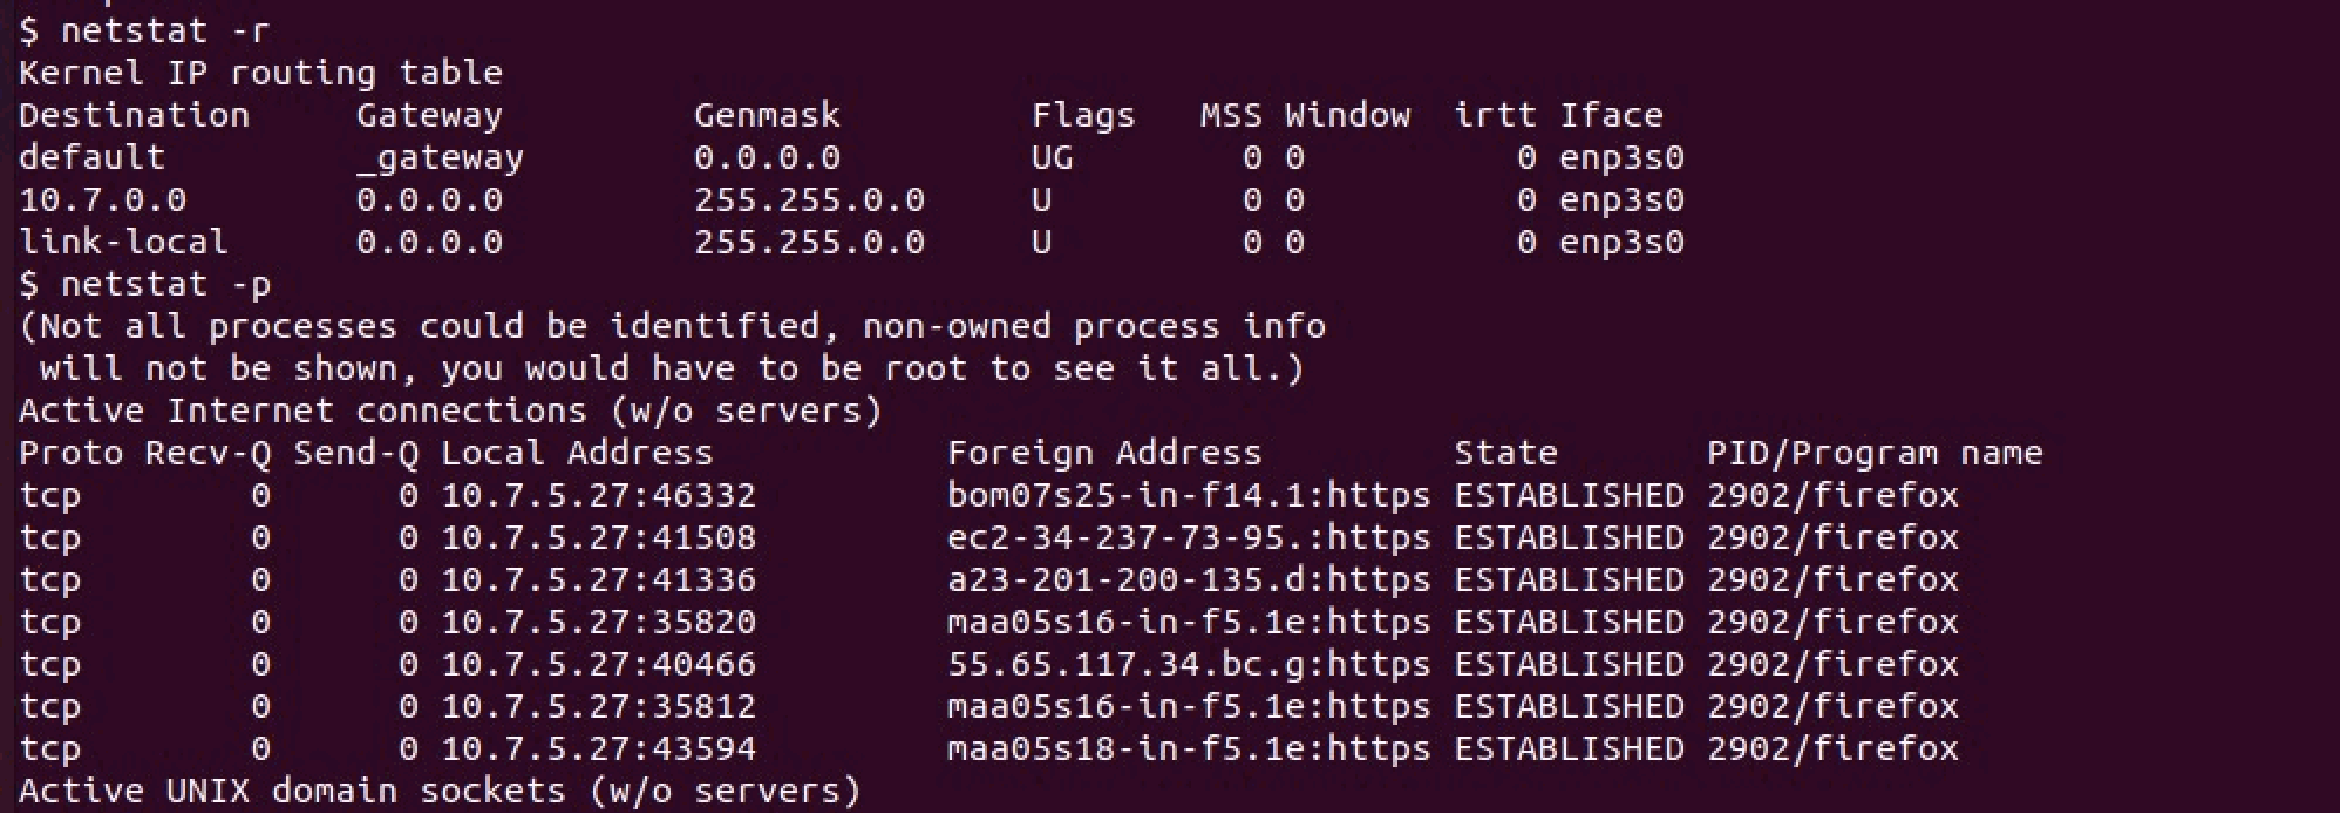 $ netstat -r
Kernel IP routing table
Destination     Gateway         Genmask         Flags   MSS Window  irtt Iface
default         _gateway        0.0.0.0         UG        0 0          0 enp3s0
10.7.0.0        0.0.0.0         255.255.0.0     U         0 0          0 enp3s0
link-local      0.0.0.0         255.255.0.0     U         0 0          0 enp3s0
$ netstat -p
(Not all processes could be identified, non-owned process info
 will not be shown, you would have to be root to see it all.)
Active Internet connections (w/o servers)
Proto Recv-Q Send-Q Local Address           Foreign Address         State       PID/Program name
tcp        0      0 10.7.5.27:46332         bom07s25-in-f14.1:https ESTABLISHED 2902/firefox
tcp        0      0 10.7.5.27:41508         ec2-34-237-73-95.:https ESTABLISHED 2902/firefox
tcp        0      0 10.7.5.27:41336         a23-201-200-135.d:https ESTABLISHED 2902/firefox
tcp        0      0 10.7.5.27:35820         maa05s16-in-f5.1e:https ESTABLISHED 2902/firefox
tcp        0      0 10.7.5.27:40466         55.65.117.34.bc.g:https ESTABLISHED 2902/firefox
tcp        0      0 10.7.5.27:35812         maa05s16-in-f5.1e:https ESTABLISHED 2902/firefox
tcp        0      0 10.7.5.27:43594         maa05s18-in-f5.1e:https ESTABLISHED 2902/firefox
Active UNIX domain sockets (w/o servers)